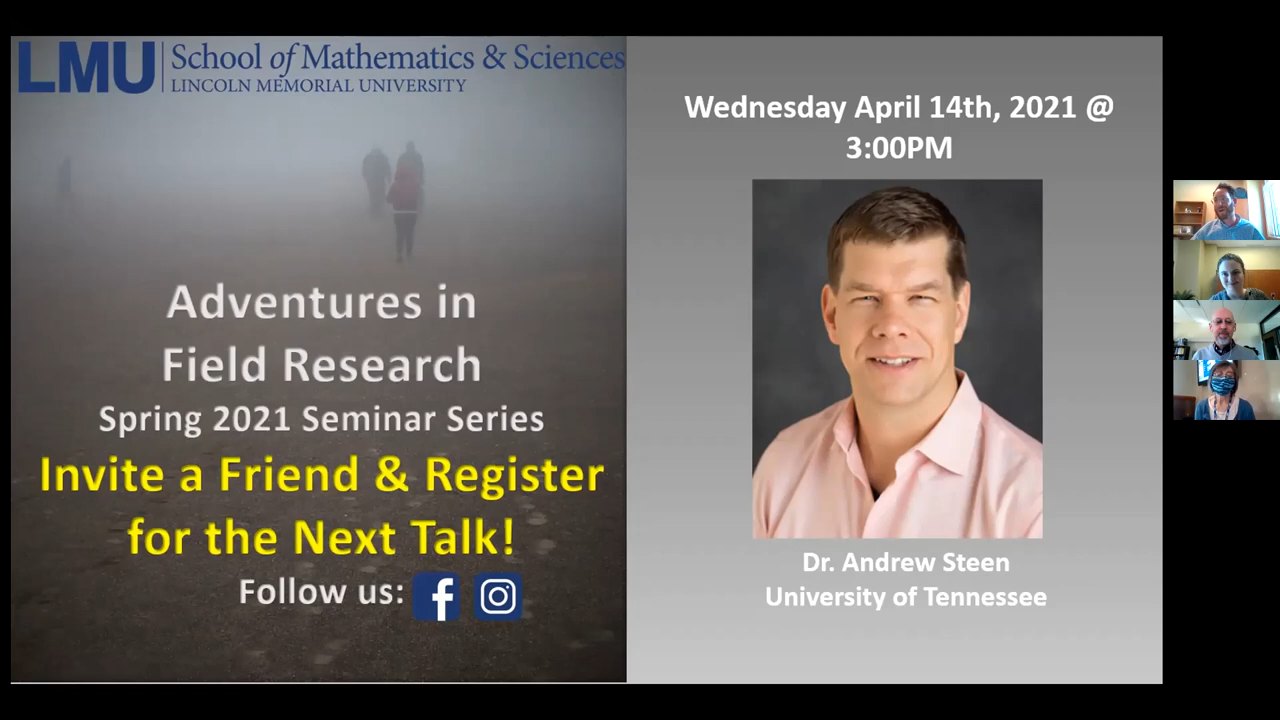 LMU School of Mathematics & Sciences
LINCOLN MEMORIAL UNIVERSITY
Adventures in
Field Research
Spring 2021 Seminar Series
Invite a Friend & Register
for the Next Talk!
Follow us:
Wednesday April 14th, 2021 @
3:00PM
Dr. Andrew Steen
University of Tennessee